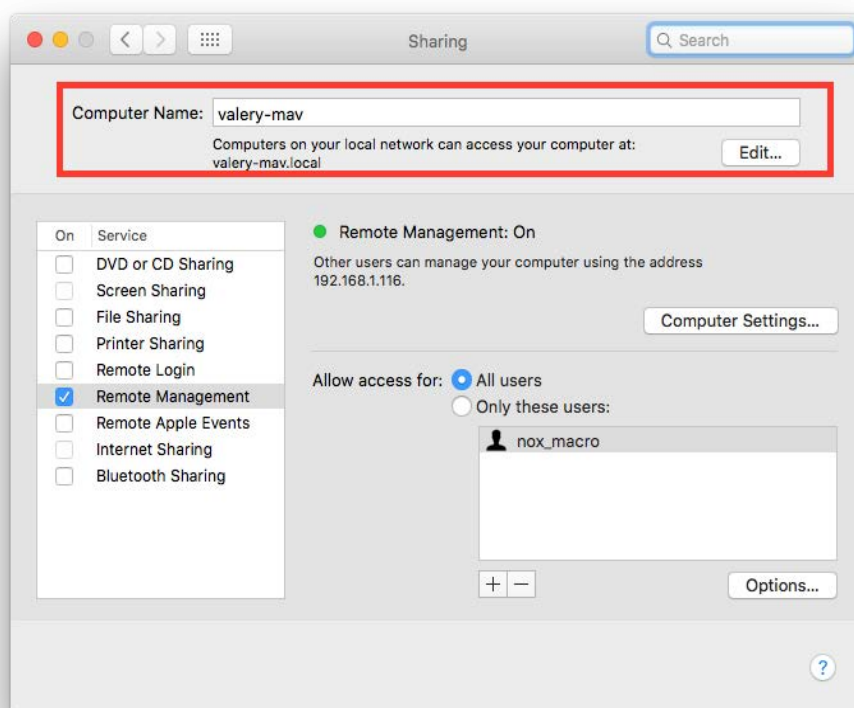 Sharing
Search
Computer Name: valery-mav
Computers on your local network can access your computer at:
valery-mav.local
Edit...
On Service
DVD or CD Sharing
Screen Sharing
File Sharing
Printer Sharing
Remote Login
Remote Management
Remote Apple Events
Internet Sharing
Bluetooth Sharing
Remote Management: On
Other users can manage your computer using the address
192.168.1.116.
Computer Settings...
Allow access for: All users
Only these users:
nox_macro
+ −
Options...
?